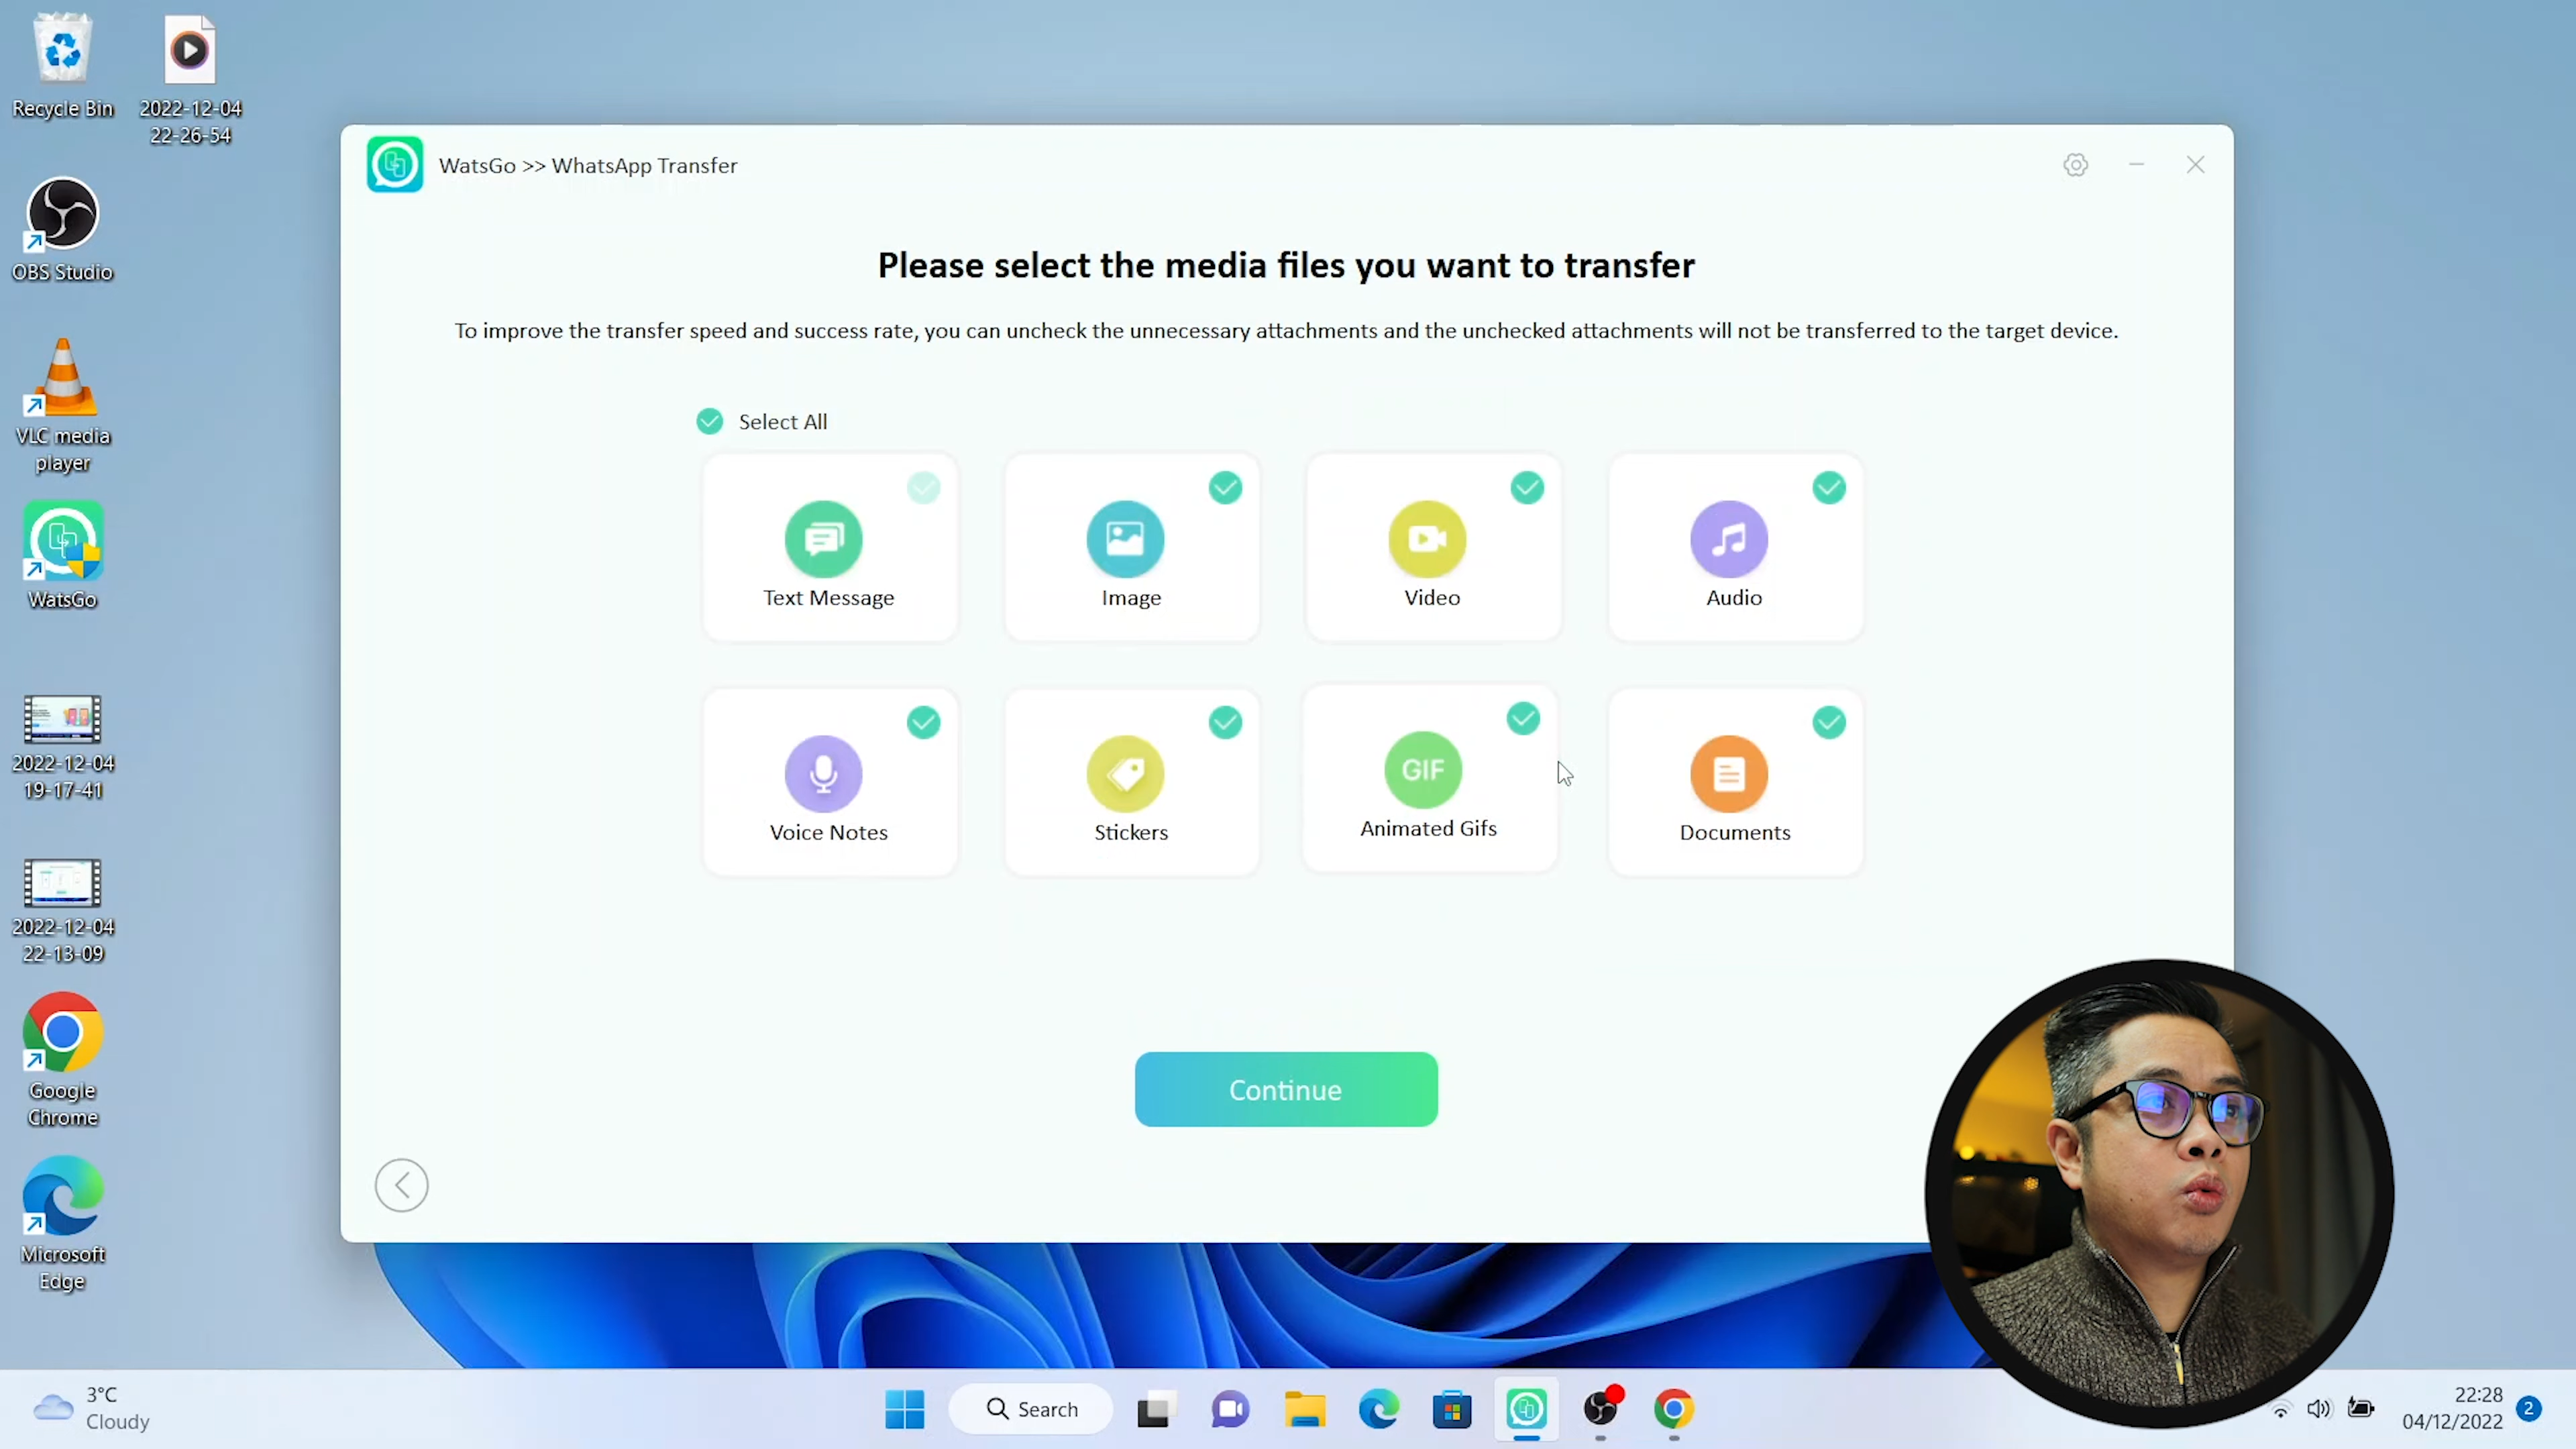 Recycle Bin
2022-12-04
22-26-54
OBS Studio
VLC media
player
WatsGo
2022-12-04
19-17-41
2022-12-04
22-13-09
Google
Chrome
Microsoft
Edge
WatsGo >> WhatsApp Transfer
Please select the media files you want to transfer
To improve the transfer speed and success rate, you can uncheck the unnecessary attachments and the unchecked attachments will not be transferred to the target device.
Select All
Text Message
Image
Video
Audio
Voice Notes
Stickers
GIF
Animated Gifs
Documents
Continue
3°C
Cloudy
Search
22:28
04/12/2022
2